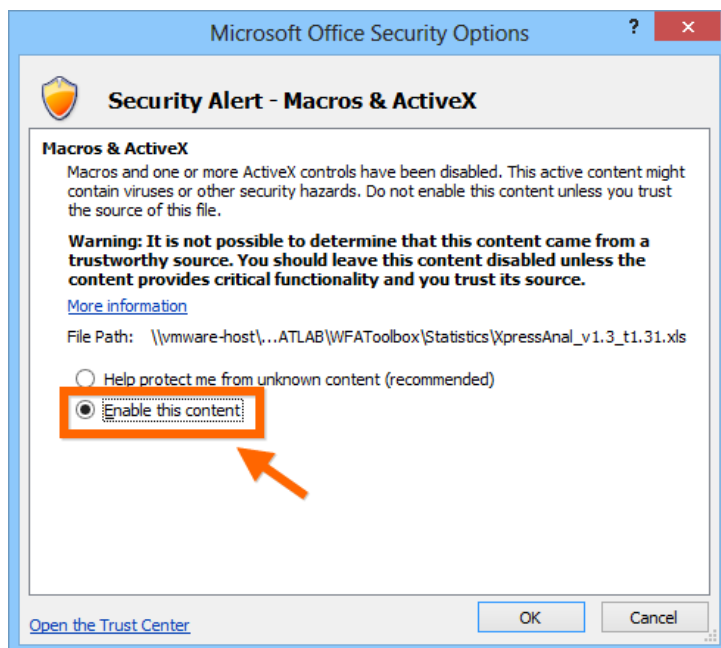 Microsoft Office Security Options
? ×
Security Alert - Macros & ActiveX
Macros & ActiveX
Macros and one or more ActiveX controls have been disabled. This active content might
contain viruses or other security hazards. Do not enable this content unless you trust
the source of this file.
Warning: It is not possible to determine that this content came from a
trustworthy source. You should leave this content disabled unless the
content provides critical functionality and you trust its source.
More information
File Path: \\vmware-host\...ATLAB\WFAToolbox\Statistics\XpressAnal_v1.3_t1.31.xls
Help protect me from unknown content (recommended)
Enable this content
Open the Trust Center
OK
Cancel